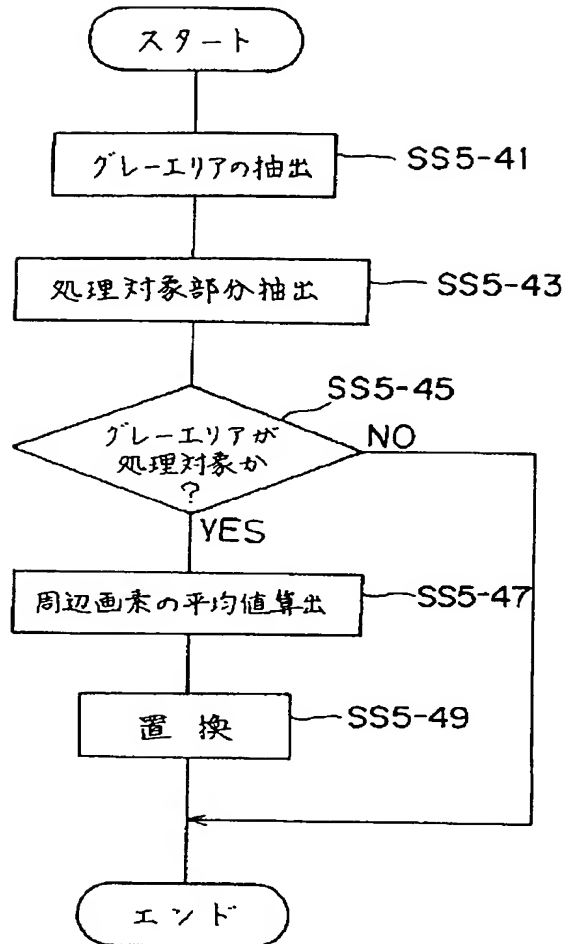 スタート
グレーエリアの抽出
SS5-41
処理対象部分抽出
SS5-43
SS5-45
グレーエリアが
処理対象か
?
NO
YES
周辺画素の平均値算出
SS5-47
置換
SS5-49
エンド